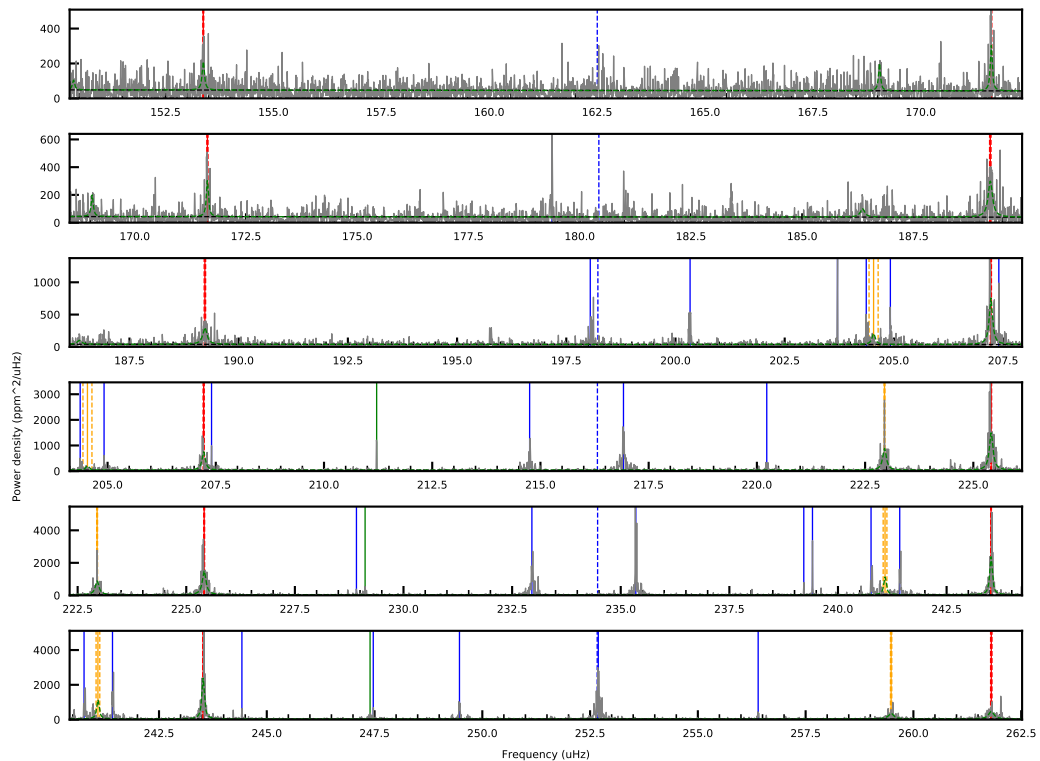 400
200
0
152.5 155.0 157.5 160.0 162.5 165.0 167.5 170.0
600
400
200
0
170.0 172.5 175.0 177.5 180.0 182.5 185.0 187.5
1000
500
0
187.5 190.0 192.5 195.0 197.5 200.0 202.5 205.0 207.5
Power density (ppm^2/uHz)
3000
2000
1000
0
205.0 207.5 210.0 212.5 215.0 217.5 220.0 222.5 225.0
4000
2000
0
222.5 225.0 227.5 230.0 232.5 235.0 237.5 240.0 242.5
4000
2000
0
242.5 245.0 247.5 250.0 252.5 255.0 257.5 260.0 262.5
Frequency (uHz)